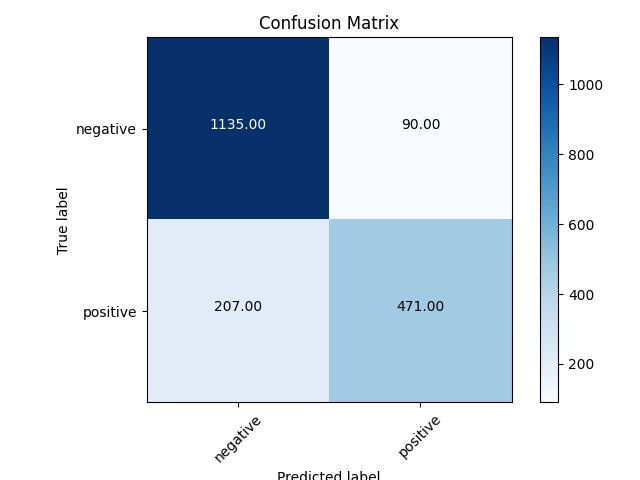 Confusion Matrix
True label
negative
1135.00
90.00
positive
207.00
471.00
negative
positive
Predicted label
1000
800
600
400
200